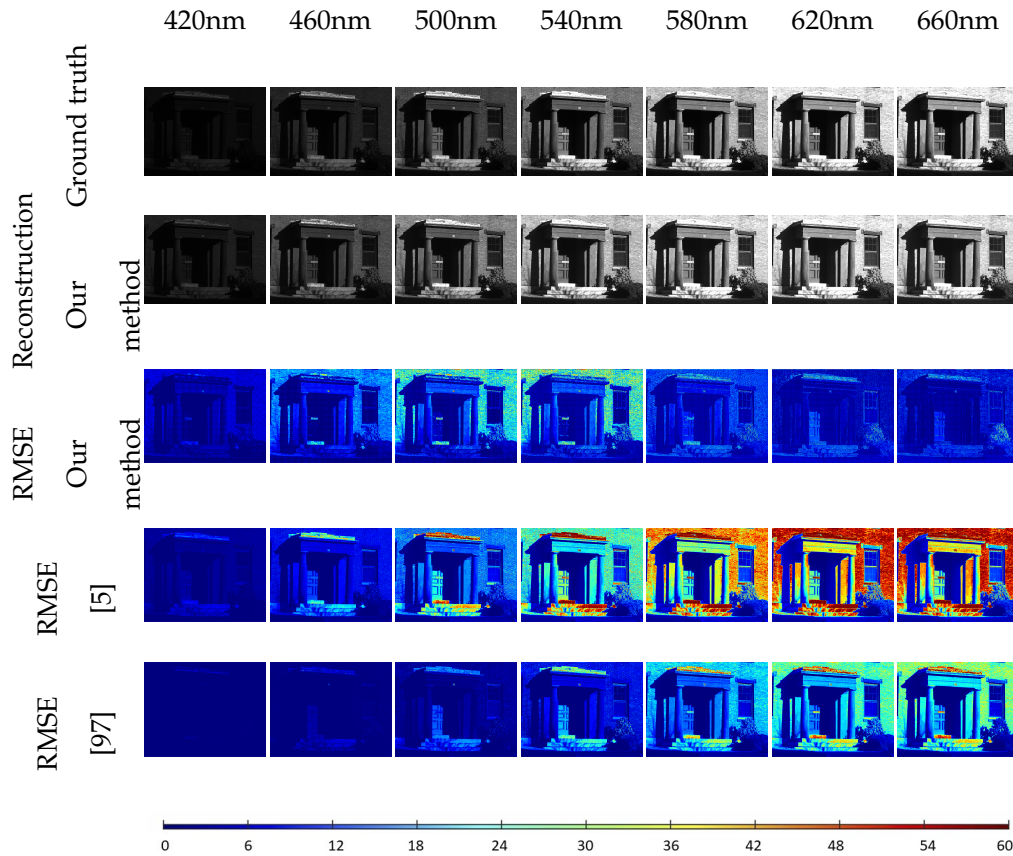 420nm 460nm 500nm 540nm 580nm 620nm 660nm
Ground truth
Reconstruction
Our
method
RMSE
Our
method
RMSE
[5]
RMSE
[97]
0 6 12 18 24 30 36 42 48 54 60